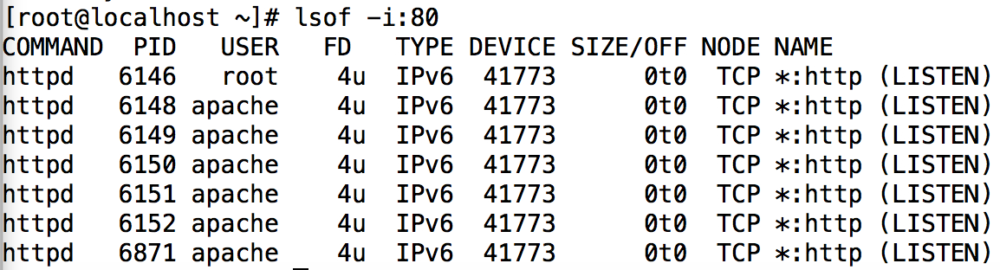 [root@localhost ~]# lsof -i:80
COMMAND  PID   USER   FD   TYPE DEVICE SIZE/OFF NODE NAME
httpd   6146   root    4u  IPv6  41773      0t0  TCP *:http (LISTEN)
httpd   6148 apache    4u  IPv6  41773      0t0  TCP *:http (LISTEN)
httpd   6149 apache    4u  IPv6  41773      0t0  TCP *:http (LISTEN)
httpd   6150 apache    4u  IPv6  41773      0t0  TCP *:http (LISTEN)
httpd   6151 apache    4u  IPv6  41773      0t0  TCP *:http (LISTEN)
httpd   6152 apache    4u  IPv6  41773      0t0  TCP *:http (LISTEN)
httpd   6871 apache    4u  IPv6  41773      0t0  TCP *:http (LISTEN)